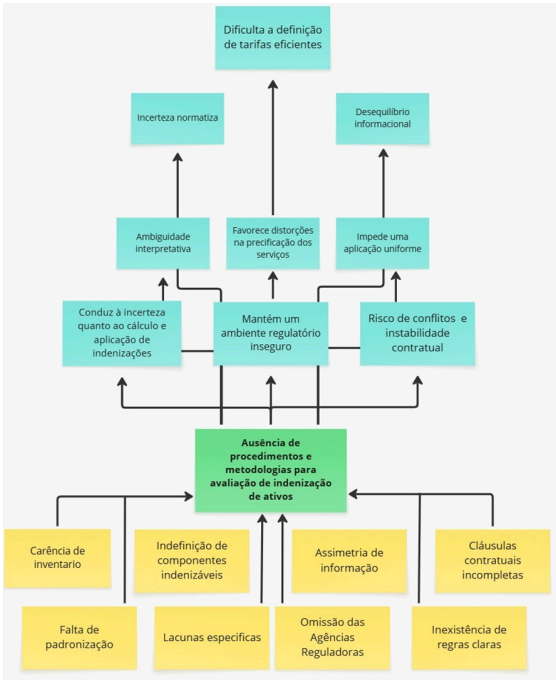 Dificulta a definição
de tarifas eficientes
Incerteza normatiza
Desequilíbrio
informacional
Ambiguidade
interpretativa
Favorece distorções
na precificação dos
serviços
Impede uma
aplicação uniforme
Conduz à incerteza
quanto ao cálculo e
aplicação de
indenizações
Mantém um
ambiente regulatório
inseguro
Risco de conflitos e
instabilidade
contratual
Ausência de
procedimentos e
metodologias para
avaliação de indenização
de ativos
Carência de
inventario
Indefinição de
componentes
indenizáveis
Assimetria de
informação
Cláusulas
contratuais
incompletas
Falta de
padronização
Lacunas especificas
Omissão das
Agências
Reguladoras
Inexistência de
regras claras